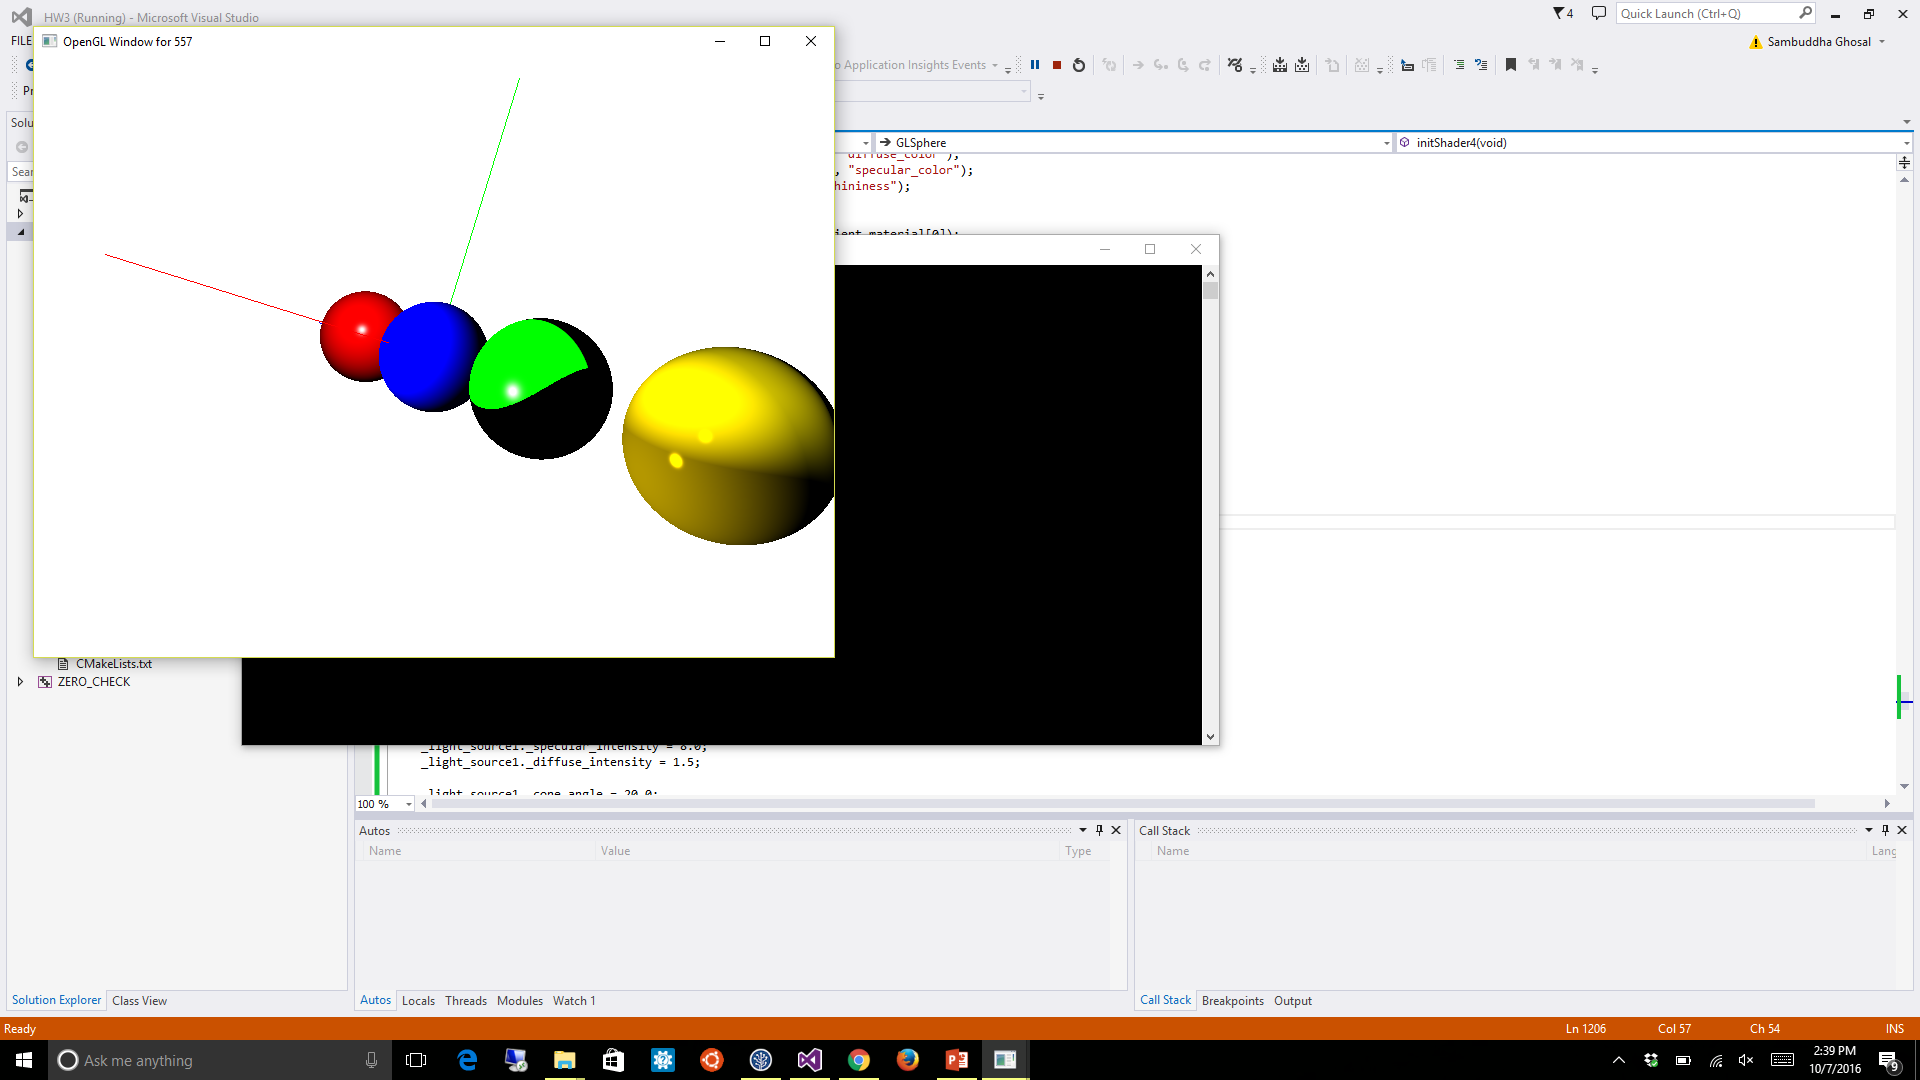 HW3 (Running) - Microsoft Visual Studio
4
Quick Launch (Ctrl+Q)
FILE
OpenGL Window for 557
Sambuddha Ghosal
Application Insights Events
Solu
GLSphere
initShader4(void)
diffuse_color");
, "specular_color");
hininess");
Sear
ient_material[0]);
CMakeLists.txt
ZERO_CHECK
_light_source1._specular_intensity = 8.0;
_light_source1._diffuse_intensity = 1.5;
_light_source1._cone_angle = 20.0;
100 %
Autos
Call Stack
Name
Value
Type
Name
Lang
Solution Explorer
Class View
Autos
Locals
Threads
Modules
Watch 1
Call Stack
Breakpoints
Output
Ready
Ln 1206
Col 57
Ch 54
INS
Ask me anything
2:39 PM
10/7/2016
9